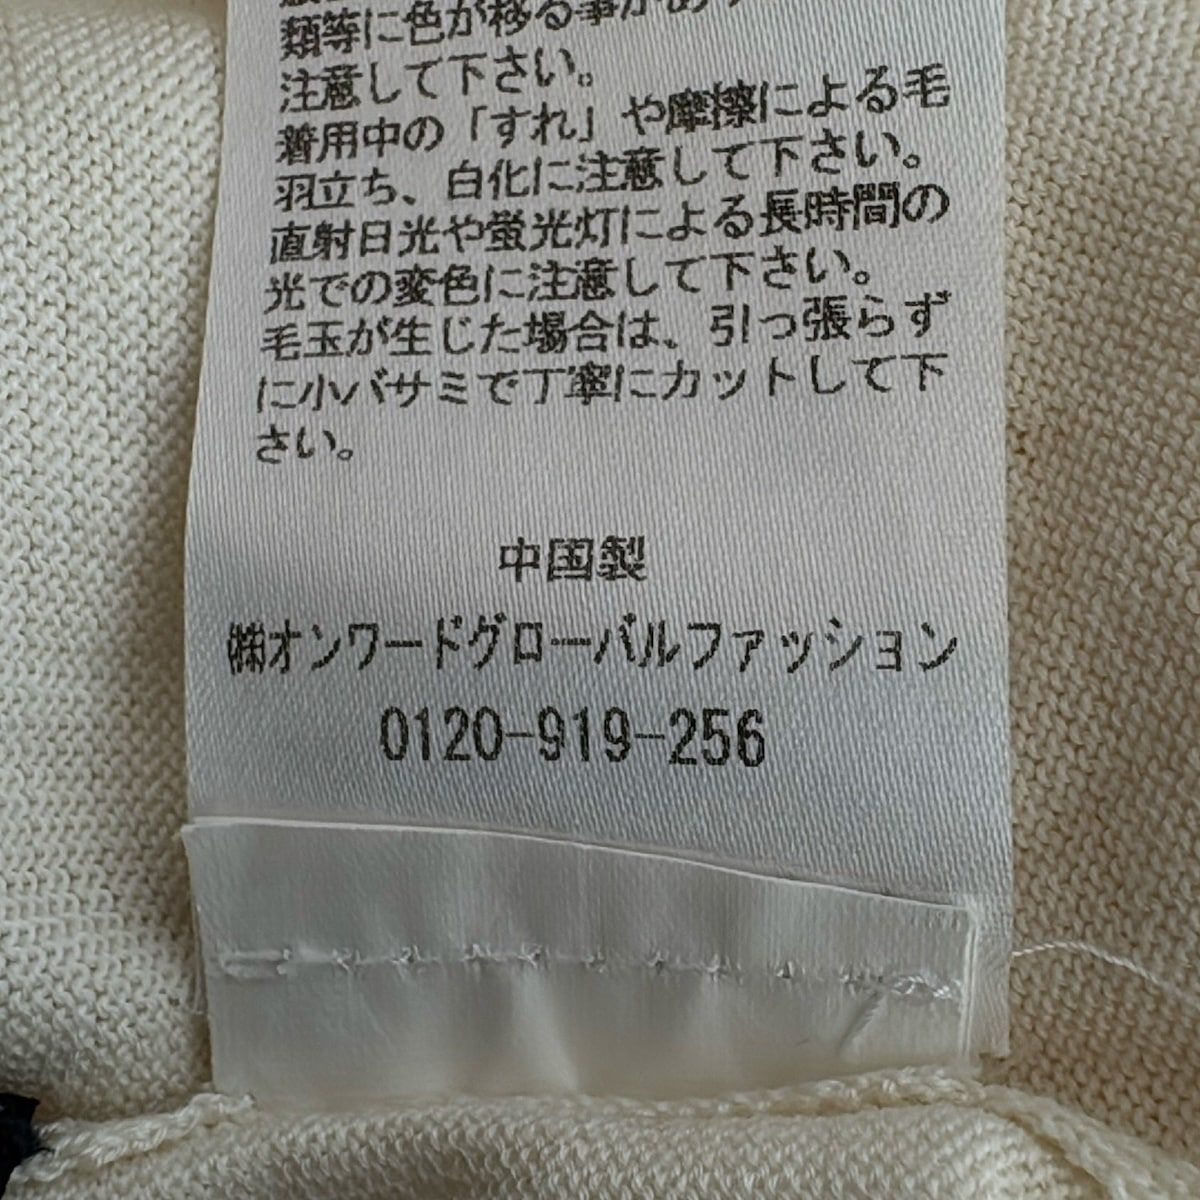 類等に色が移る事があり
注意して下さい。
着用中の「すれ」や摩擦による毛
羽立ち、白化に注意して下さい。
直射日光や蛍光灯による長時間の
光での変色に注意して下さい。
毛玉が生じた場合は、引っ張らず
に小バサミで丁寧にカットして下
さい。
中国製
㈱オンワードグローバルファッション
0120-919-256